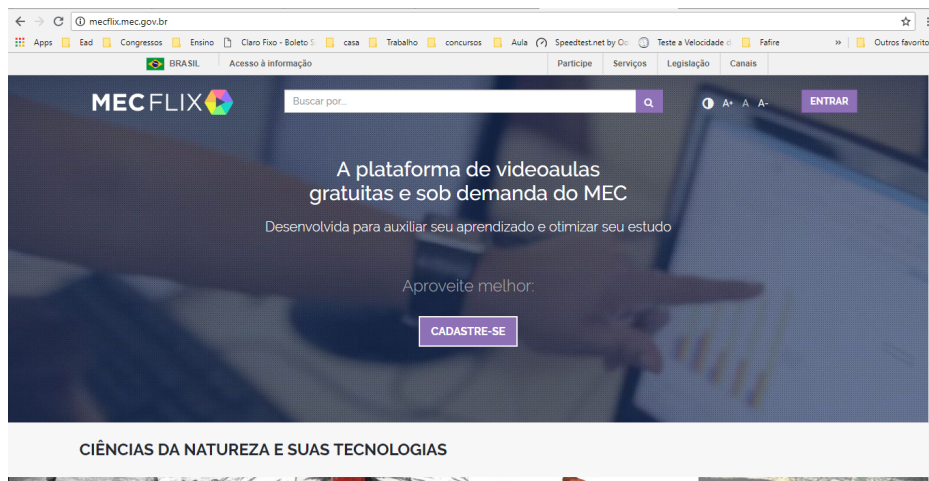 mecflix.mec.gov.br
Apps Ead Congressos Ensino Claro Fixo - Boleto S casa Trabalho concursos Aula Speedtest.net by Oo Teste a Velocidade d Fafire » Outros favorito
BRASIL Acesso à informação Participe Serviços Legislação Canais
MECFLIX Buscar por... A+ A A- ENTRAR
A plataforma de videoaulas
gratuitas e sob demanda do MEC
Desenvolvida para auxiliar seu aprendizado e otimizar seu estudo
Aproveite melhor:
CADASTRE-SE
CIÊNCIAS DA NATUREZA E SUAS TECNOLOGIAS